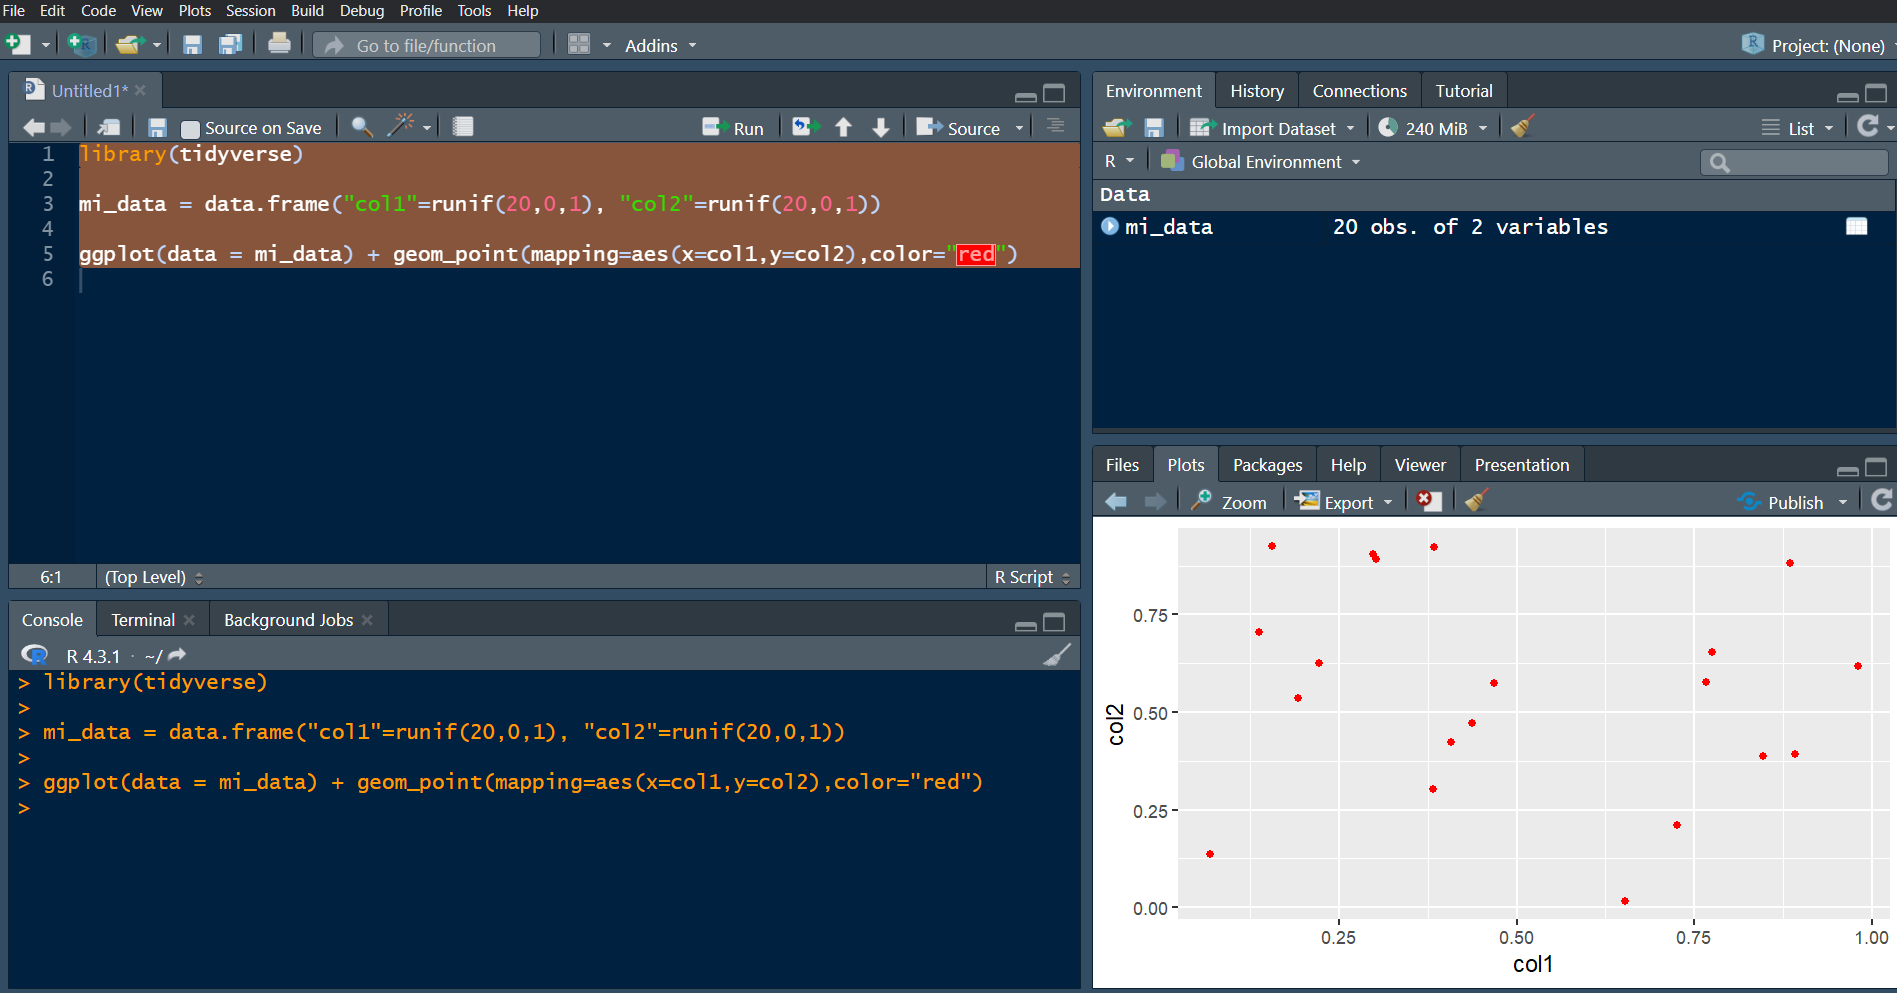 File Edit Code View Plots Session Build Debug Profile Tools Help
Go to file/function Addins Project: (None)
Untitled1*
Source on Save Run Source
1 library(tidyverse)
2
3 mi_data = data.frame("col1"=runif(20,0,1), "col2"=runif(20,0,1))
4
5 ggplot(data = mi_data) + geom_point(mapping=aes(x=col1,y=col2),color="red")
6
6:1 (Top Level) R Script
Console Terminal Background Jobs
R 4.3.1 · ~/
> library(tidyverse)
>
> mi_data = data.frame("col1"=runif(20,0,1), "col2"=runif(20,0,1))
>
> ggplot(data = mi_data) + geom_point(mapping=aes(x=col1,y=col2),color="red")
>
Environment History Connections Tutorial
Import Dataset 240 MiB List
R Global Environment
Data
mi_data 20 obs. of 2 variables
Files Plots Packages Help Viewer Presentation
Zoom Export Publish
0.75
0.50
0.25
0.00
col2
0.25 0.50 0.75 1.00
col1